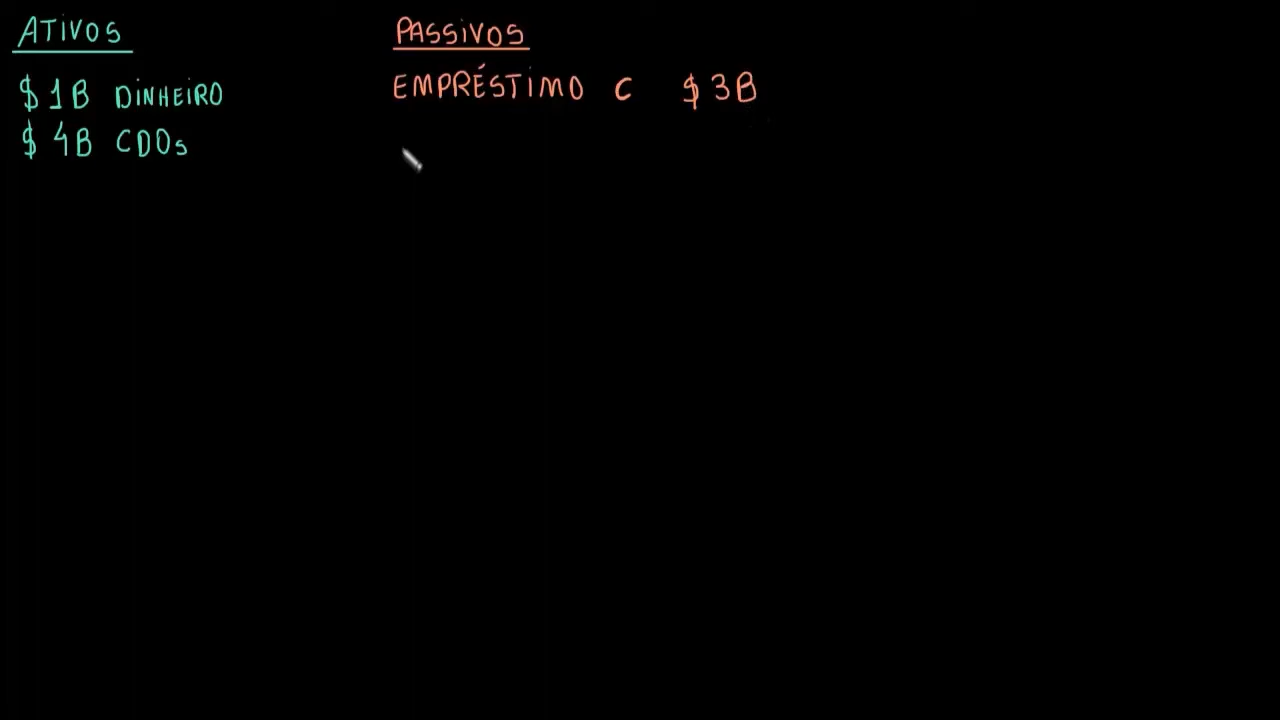 ATIVOS
$ 1B DINHEIRO
$ 4B CDOs
PASSIVOS
EMPRÉSTIMO C $ 3B